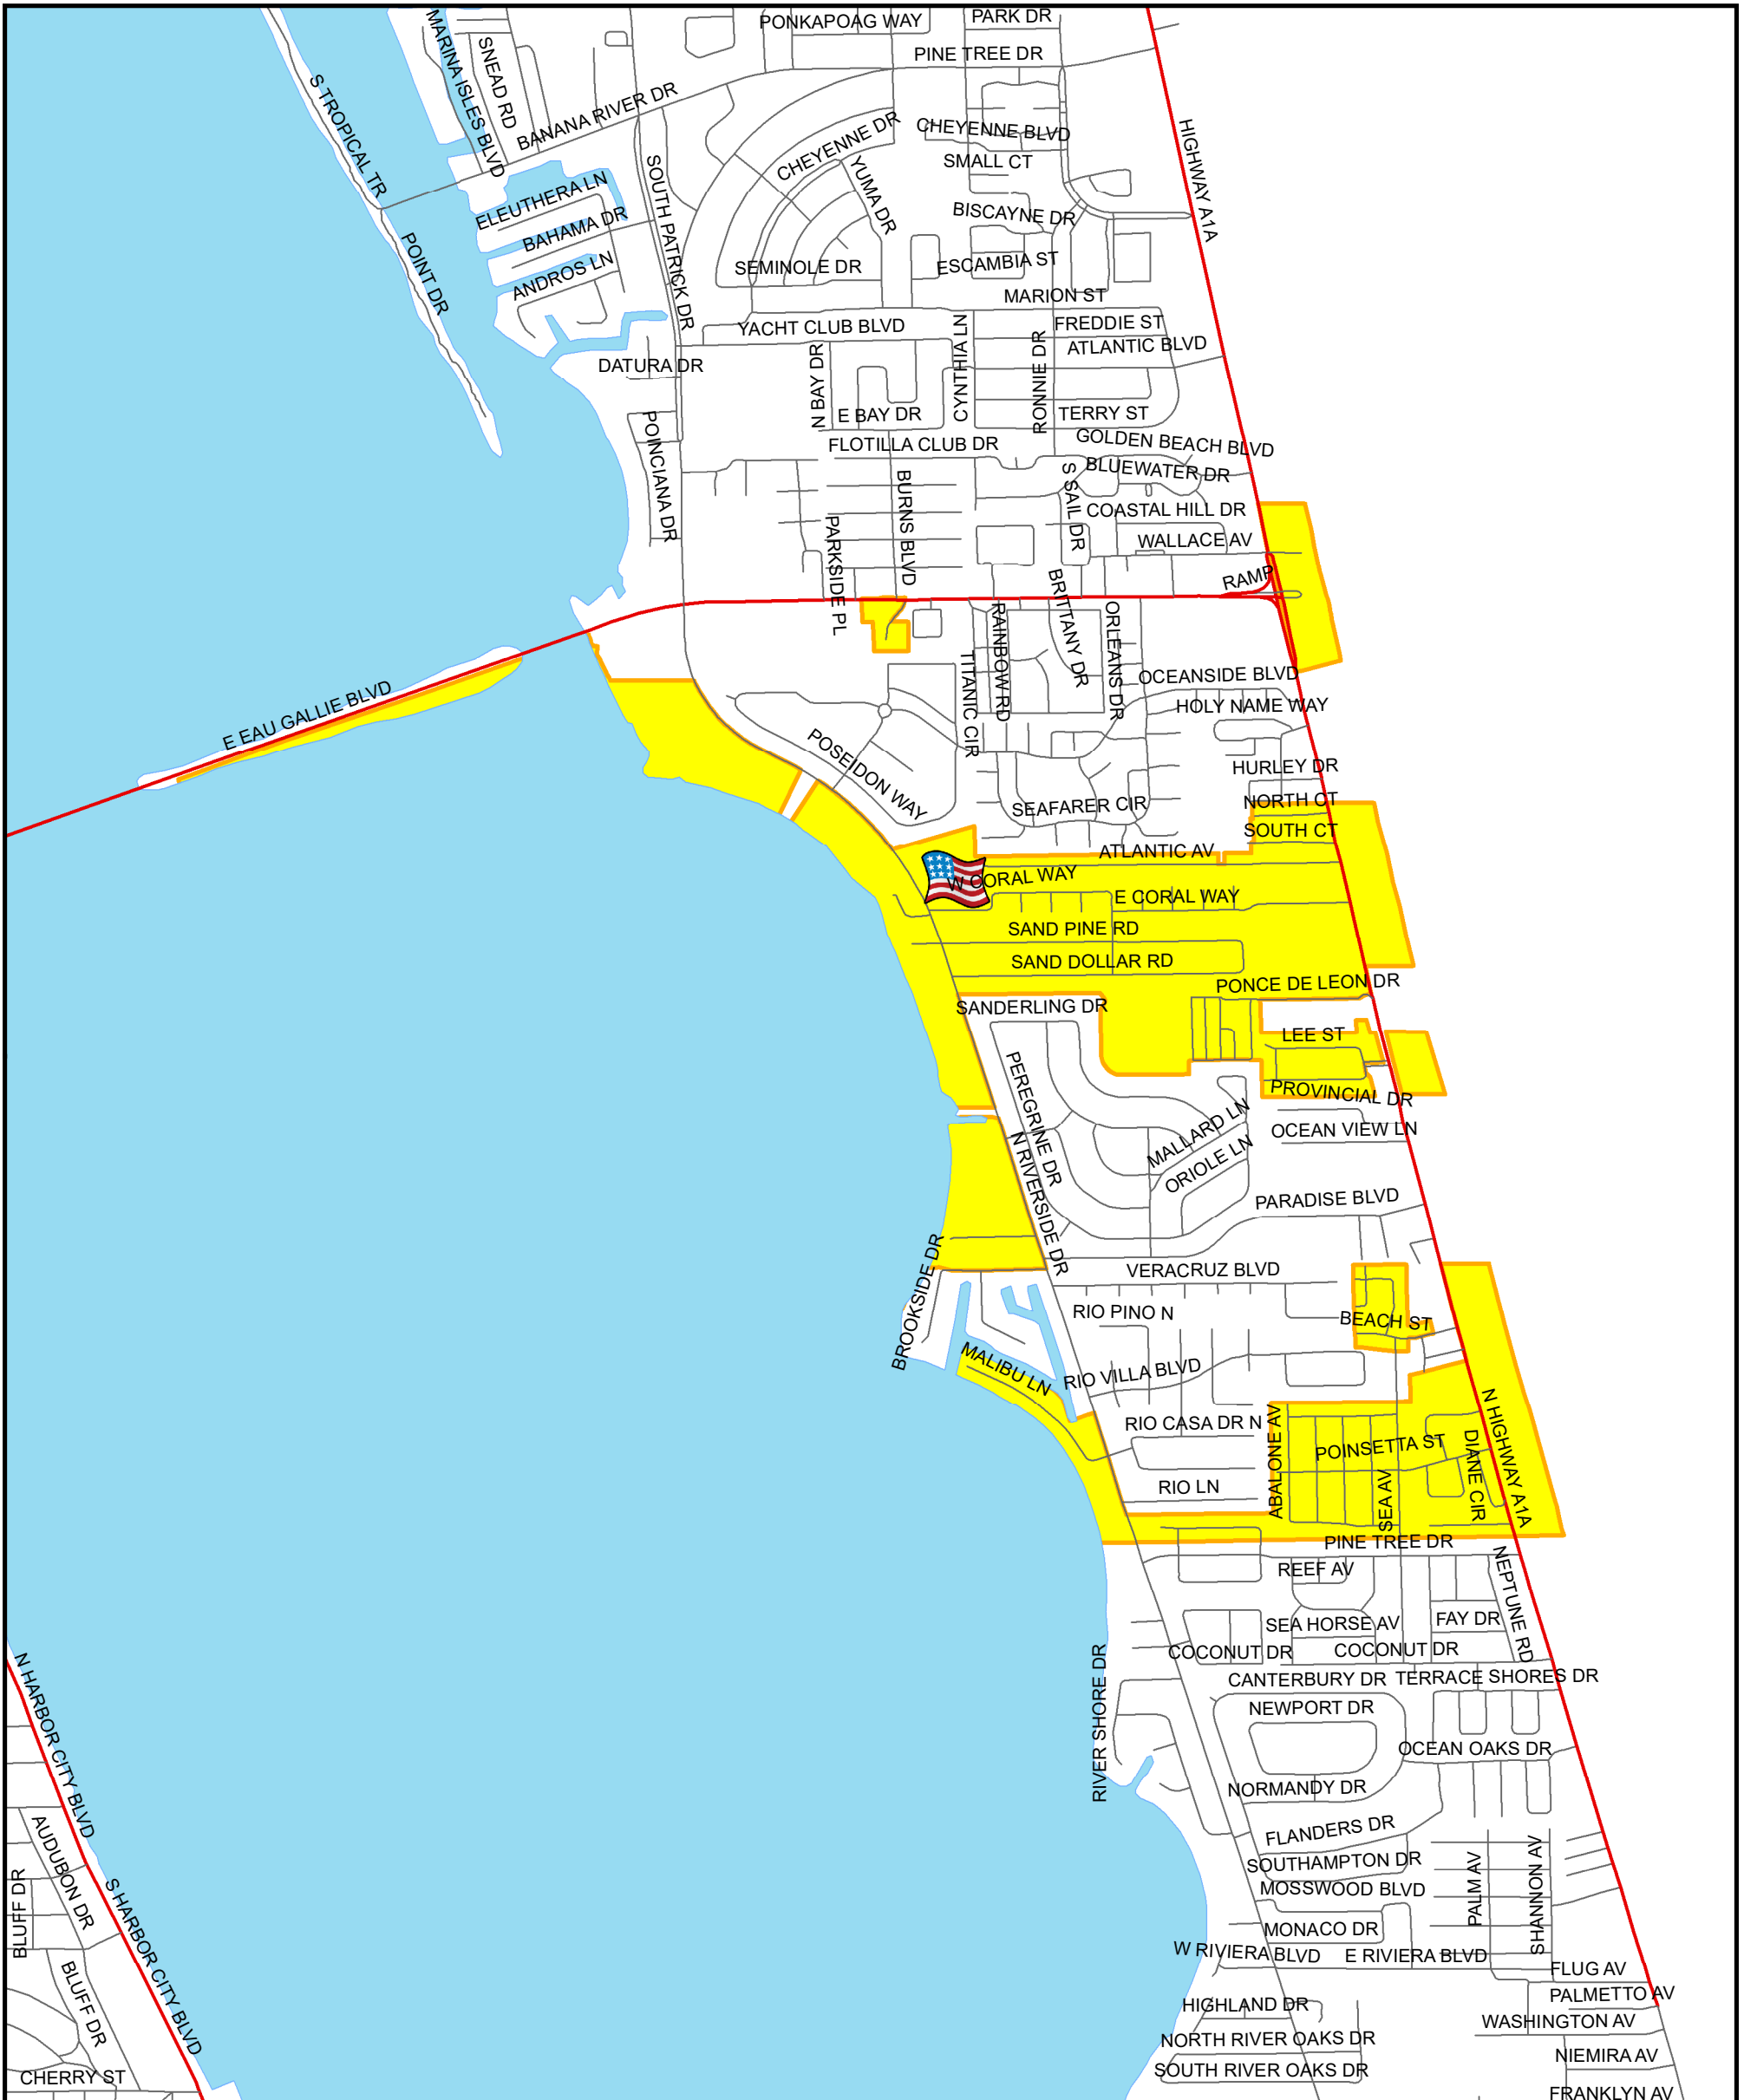 PONKAPOAG WAY
PARK DR
MARINA ISLES BLVD
SNEAD RD
PINE TREE DR
S TROPICAL TR
BANANA RIVER DR
CHEYENNE DR
CHEYENNE BLVD
HIGHWAY A1A
SMALL CT
YUMA DR
SOUTH PATRICK DR
ELEUTHERA LN
BAHAMA DR
BISCAYNE DR
POINT DR
ANDROS LN
SEMINOLE DR
ESCAMBIA ST
MARION ST
YACHT CLUB BLVD
CYNTHIA LN
FREDDIE ST
RONNIE DR
ATLANTIC BLVD
DATURA DR
N BAY DR
E BAY DR
TERRY ST
POINCIANA DR
FLOTILLA CLUB DR
GOLDEN BEACH BLVD
BURNS BLVD
S SAIL DR
BLUEWATER DR
COASTAL HILL DR
PARKSIDE PL
WALLACE AV
RAMP
BRITTANY DR
RAINBOW RD
ORLEANS DR
TITANIC CIR
OCEANSIDE BLVD
HOLY NAME WAY
E EAU GALLIE BLVD
POSEIDON WAY
HURLEY DR
NORTH CT
SEAFARER CIR
SOUTH CT
ATLANTIC AV
W CORAL WAY
E CORAL WAY
SAND PINE RD
SAND DOLLAR RD
PONCE DE LEON DR
SANDERLING DR
LEE ST
PEREGRINE DR
PROVINCIAL DR
MALLARD LN
OCEAN VIEW LN
N RIVERSIDE DR
ORIOLE LN
PARADISE BLVD
BROOKSIDE DR
VERACRUZ BLVD
RIO PINO N
BEACH ST
MALIBU LN
RIO VILLA BLVD
N HIGHWAY A1A
RIO CASA DR N
ABALONE AV
POINSETTA ST
DIANE CIR
SEA AV
RIO LN
PINE TREE DR
REEF AV
NEPTUNE RD
SEA HORSE AV
FAY DR
COCONUT DR
COCONUT DR
RIVER SHORE DR
CANTERBURY DR
TERRACE SHORES DR
NEWPORT DR
N HARBOR CITY BLVD
OCEAN OAKS DR
NORMANDY DR
AUDUBON DR
FLANDERS DR
SOUTHAMPTON DR
PALM AV
SHANNON AV
BLUFF DR
MOSSWOOD BLVD
S HARBOR CITY BLVD
MONACO DR
W RIVIERA BLVD
E RIVIERA BLVD
FLUG AV
BLUFF DR
PALMETTO AV
HIGHLAND DR
WASHINGTON AV
NORTH RIVER OAKS DR
NIEMIRA AV
SOUTH RIVER OAKS DR
CHERRY ST
FRANKLYN AV